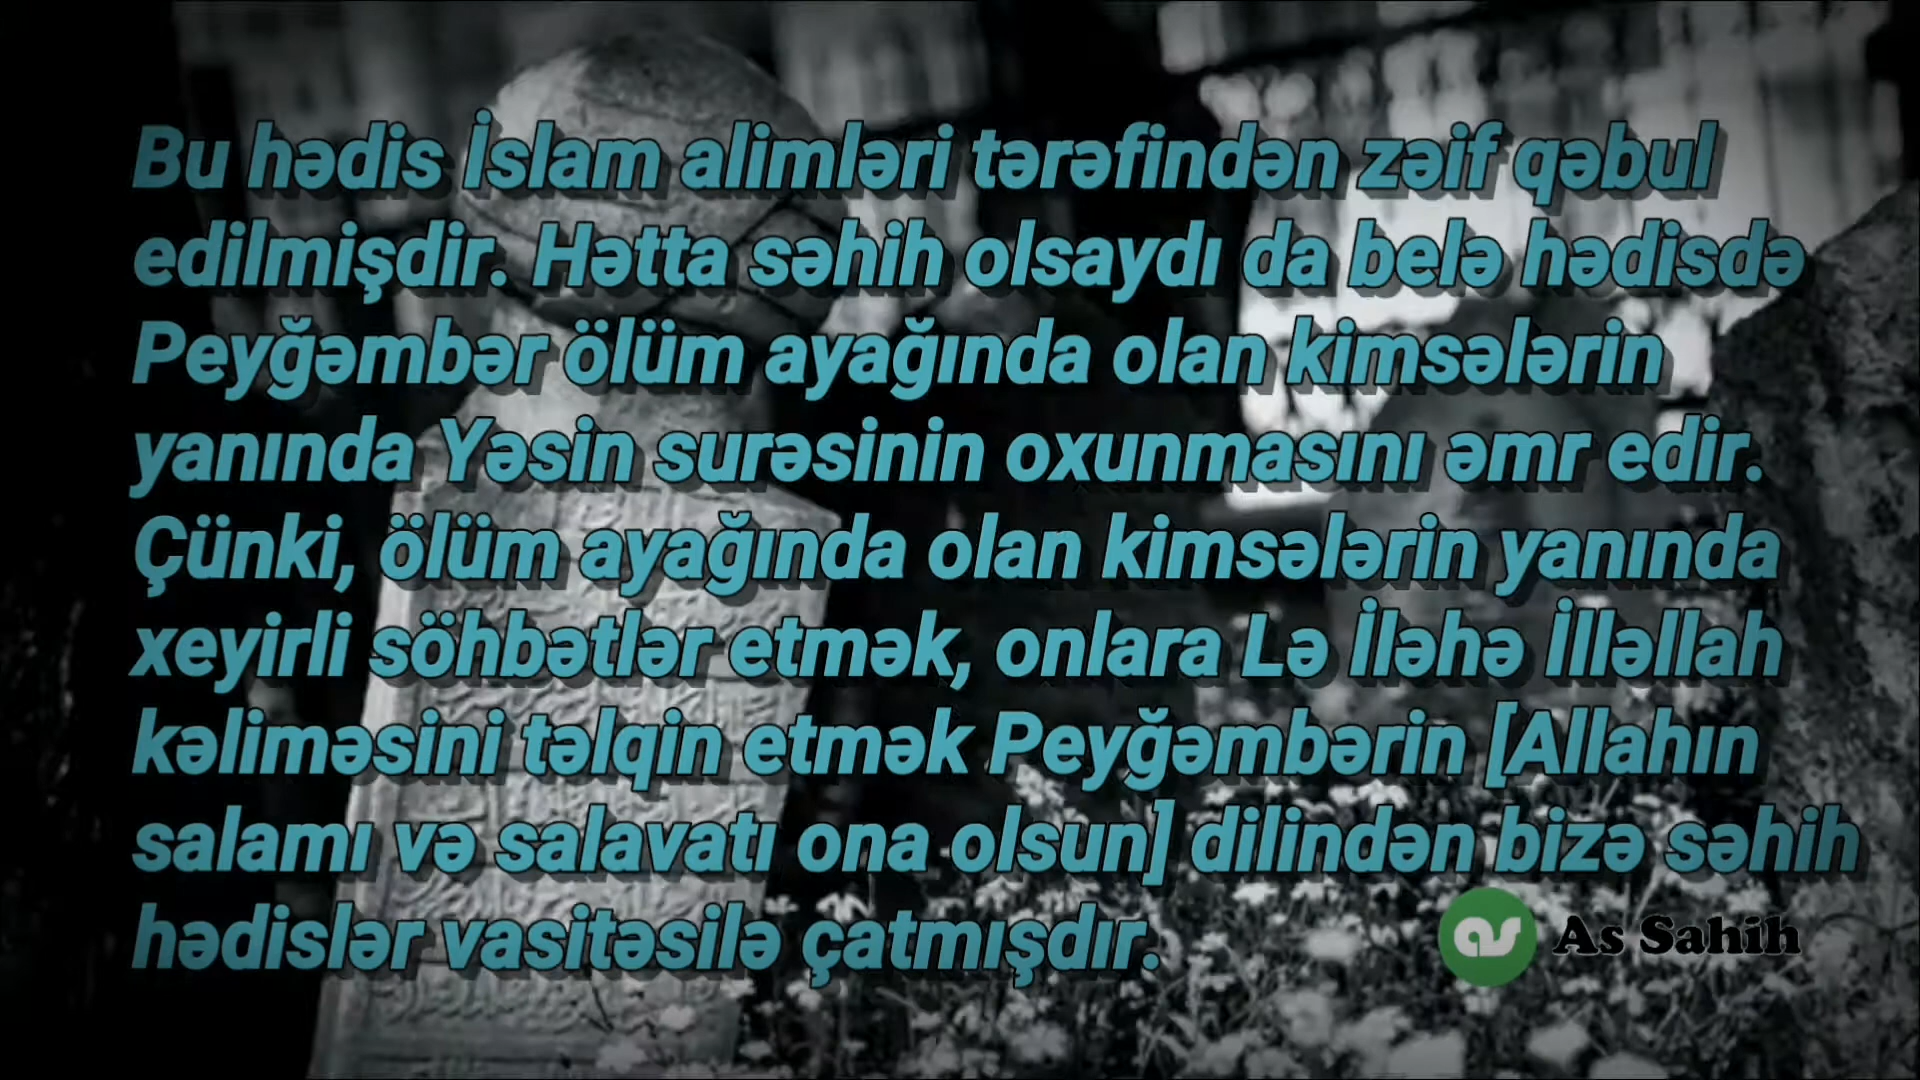 Bu hədis İslam alimləri tərəfindən zəif qəbul
edilmişdir. Hətta səhih olsaydı da belə hədisdə
Peyğəmbər ölüm ayağında olan kimsələrin
yanında Yəsin surəsinin oxunmasını əmr edir.
Çünki, ölüm ayağında olan kimsələrin yanında
xeyirli söhbətlər etmək, onlara Lə İləhə İlləllah
kəliməsini təlqin etmək Peyğəmbərin [Allahın
salamı və salavatı ona olsun] dilindən bizə səhih
hədislər vasitəsilə çatmışdır.
As Sahih